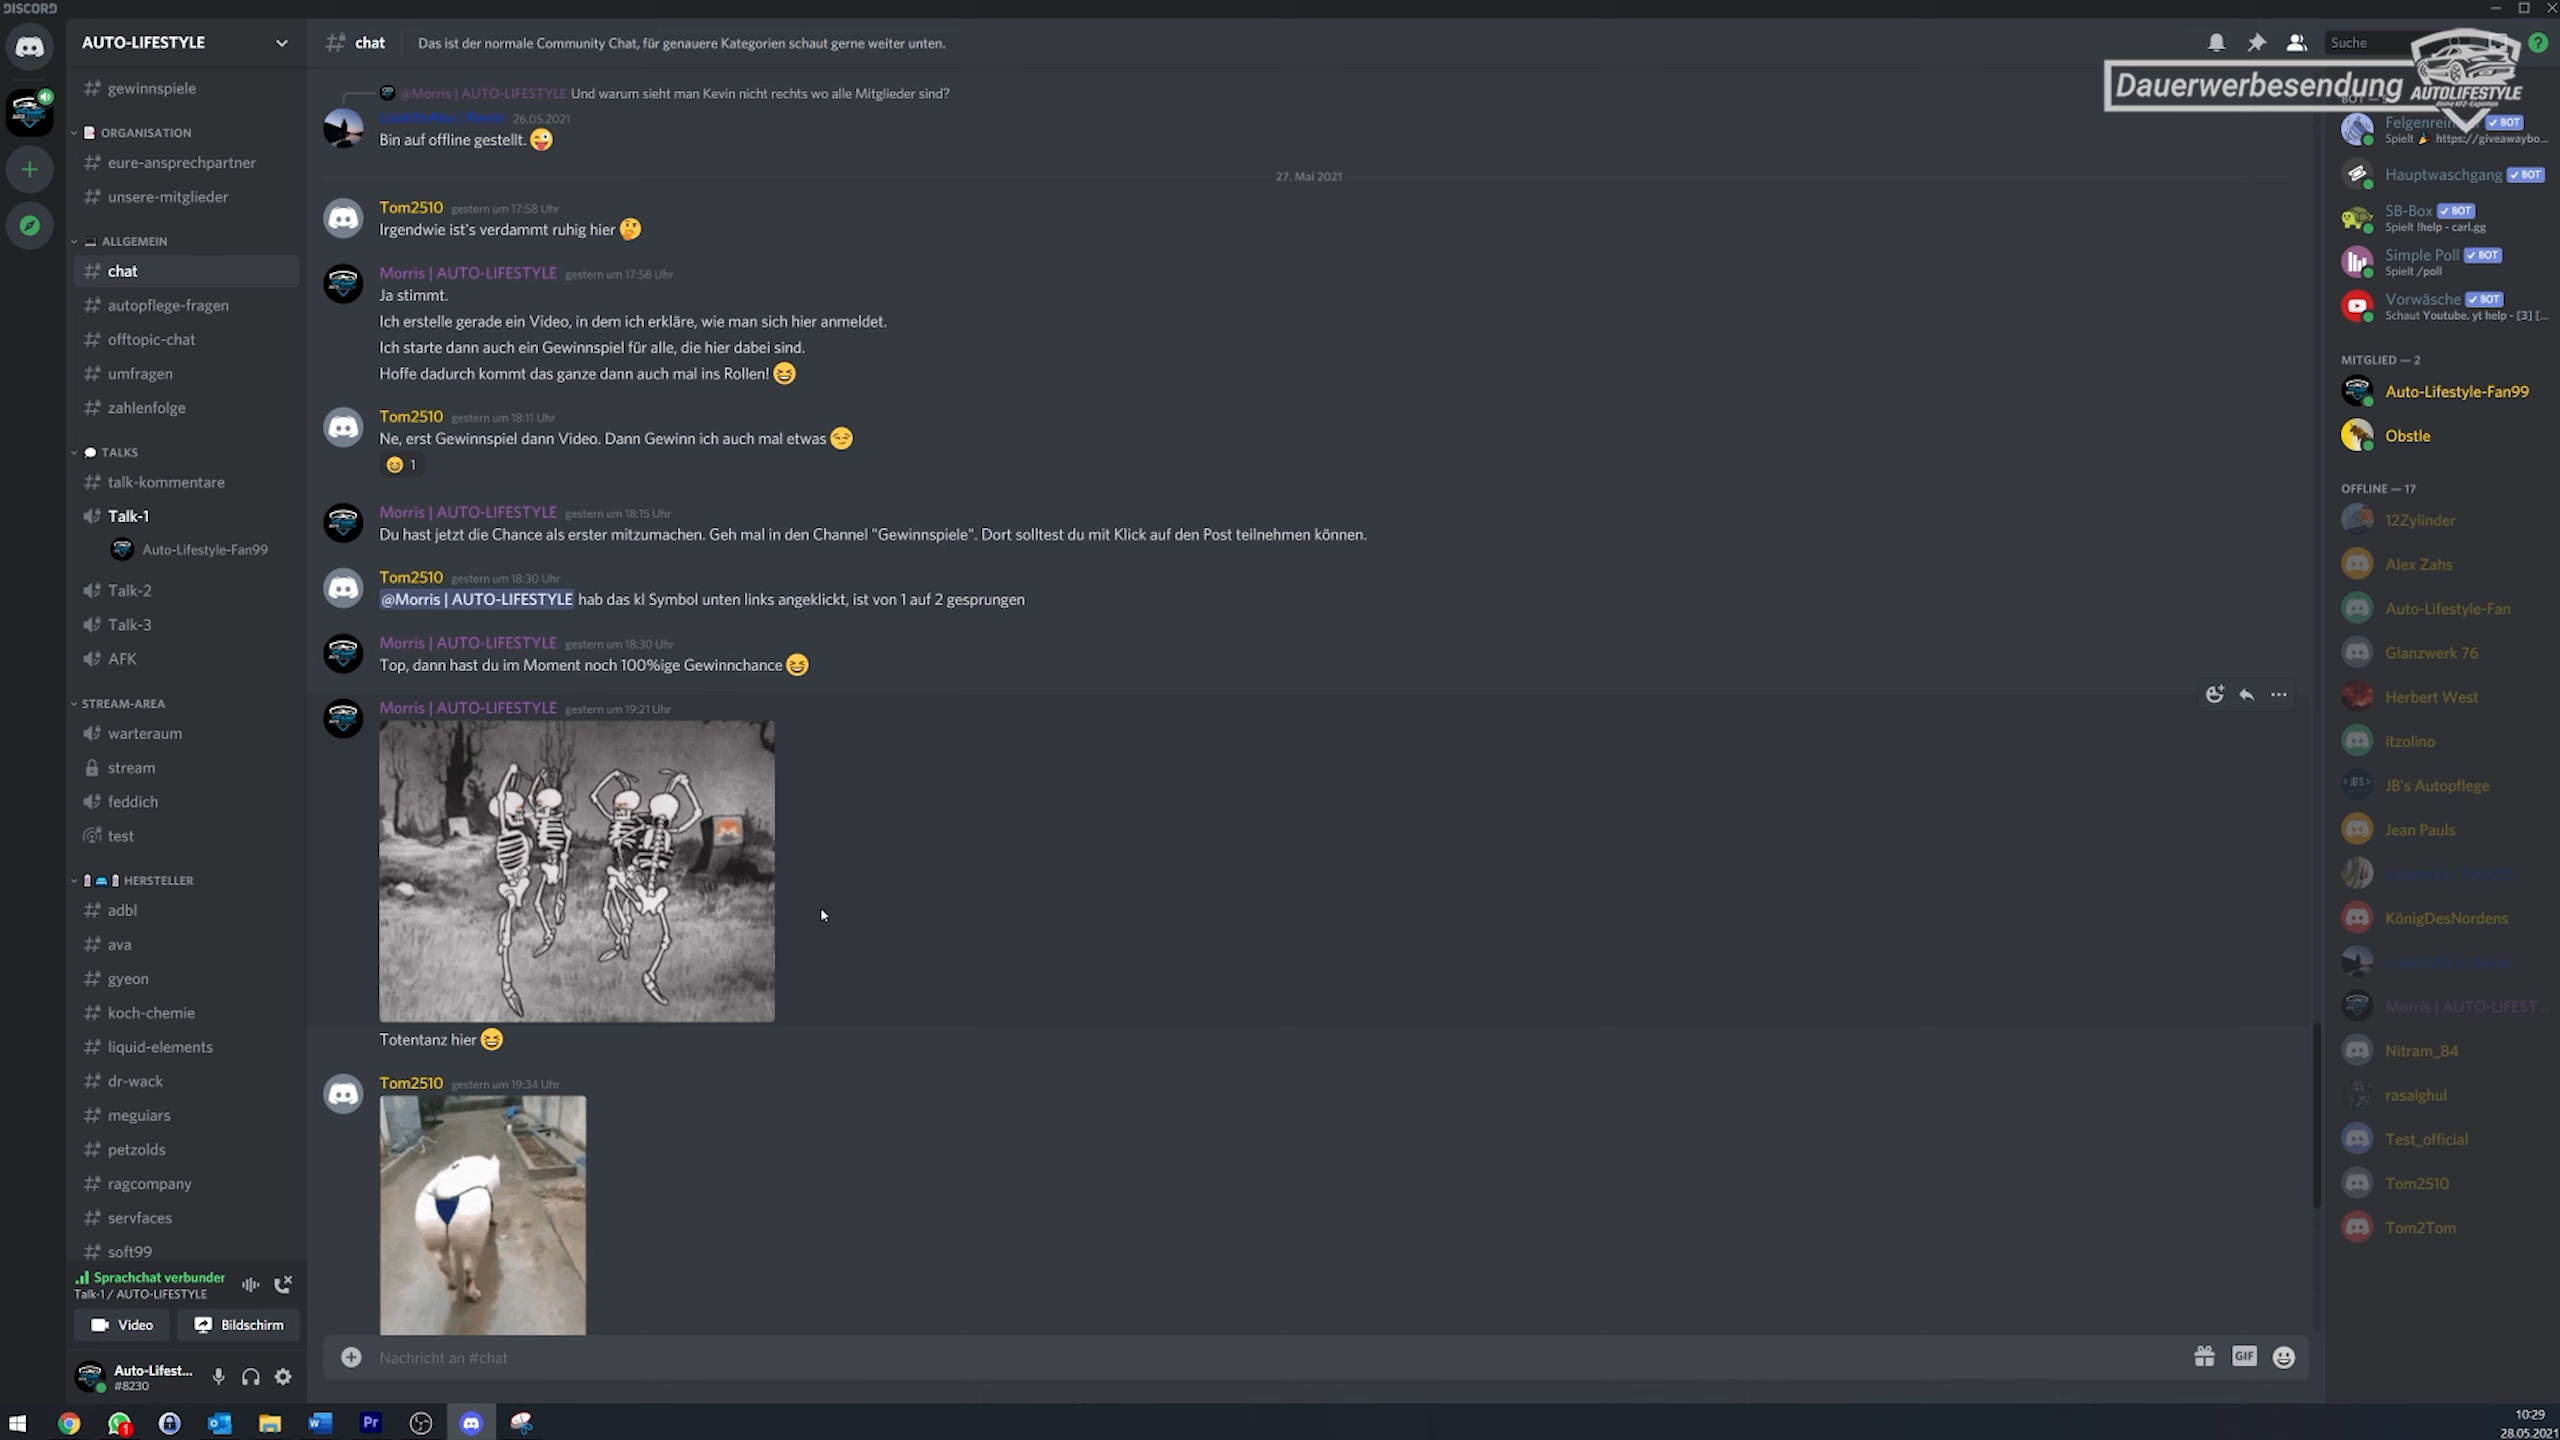 DISCORD
AUTO-LIFESTYLE
gewinnspiele
ORGANISATION
eure-ansprechpartner
unsere-mitglieder
ALLGEMEIN
chat
autopflege-fragen
offtopic-chat
umfragen
zahlenfolge
TALKS
talk-kommentare
Talk-1
Auto-Lifestyle-Fan99
Talk-2
Talk-3
AFK
STREAM-AREA
warteraum
stream
feddich
test
HERSTELLER
adbl
ava
gyeon
koch-chemie
liquid-elements
dr-wack
meguiars
petzolds
ragcompany
servfaces
soft99
Sprachchat verbunden
Talk-1 / AUTO-LIFESTYLE
Video
Bildschirm
Auto-Lifest...
#8230
chat
Das ist der normale Community Chat, für genauere Kategorien schaut gerne weiter unten.
Suche
@Morris | AUTO-LIFESTYLE Und warum sieht man Kevin nicht rechts wo alle Mitglieder sind?
26.05.2021
Bin auf offline gestellt.
27. Mai 2021
Tom2510 gestern um 17:58 Uhr
Irgendwie ist's verdammt ruhig hier
Morris | AUTO-LIFESTYLE gestern um 17:58 Uhr
Ja stimmt.
Ich erstelle gerade ein Video, in dem ich erkläre, wie man sich hier anmeldet.
Ich starte dann auch ein Gewinnspiel für alle, die hier dabei sind.
Hoffe dadurch kommt das ganze dann auch mal ins Rollen!
Tom2510 gestern um 18:11 Uhr
Ne, erst Gewinnspiel dann Video. Dann Gewinn ich auch mal etwas
1
Morris | AUTO-LIFESTYLE gestern um 18:15 Uhr
Du hast jetzt die Chance als erster mitzumachen. Geh mal in den Channel "Gewinnspiele". Dort solltest du mit Klick auf den Post teilnehmen können.
Tom2510 gestern um 18:30 Uhr
@Morris | AUTO-LIFESTYLE hab das kl Symbol unten links angeklickt, ist von 1 auf 2 gesprungen
Morris | AUTO-LIFESTYLE gestern um 18:30 Uhr
Top, dann hast du im Moment noch 100%ige Gewinnchance
Morris | AUTO-LIFESTYLE gestern um 19:21 Uhr
Totentanz hier
Tom2510 gestern um 19:34 Uhr
Nachricht an #chat
GIF
Dauerwerbesendung
AUTOLIFESTYLE
BOT
Spielt https://giveawaybo...
Hauptwaschgang BOT
SB-Box BOT
Spielt !help - carl.gg
Simple Poll BOT
Spielt /poll
Vorwäsche BOT
Schaut Youtube. yt help - [3] [...
MITGLIED — 2
Auto-Lifestyle-Fan99
Obstle
OFFLINE — 17
12Zylinder
Alex Zahs
Auto-Lifestyle-Fan
Glanzwerk 76
Herbert West
itzolino
JB's Autopflege
Jean Pauls
KönigDesNordens
Morris | AUTO-LIFEST...
Nitram_84
rasalghul
Test_official
Tom2510
Tom2Tom
1
Pr
10:29
28.05.2021